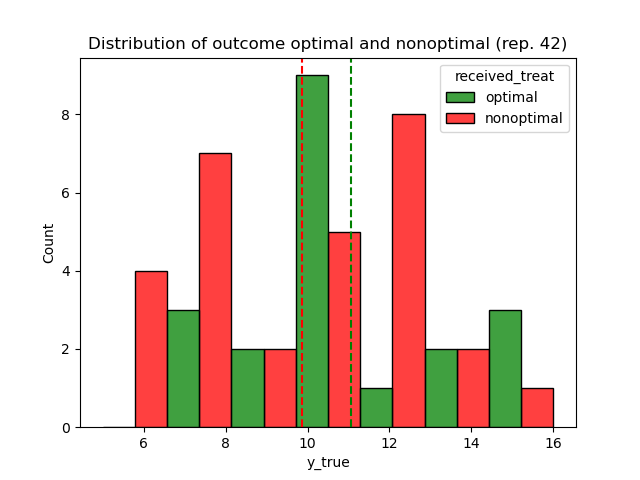 Distribution of outcome optimal and nonoptimal (rep. 42)
received_treat
optimal
nonoptimal
8
6
4
2
0
Count
6 8 10 12 14 16
y_true